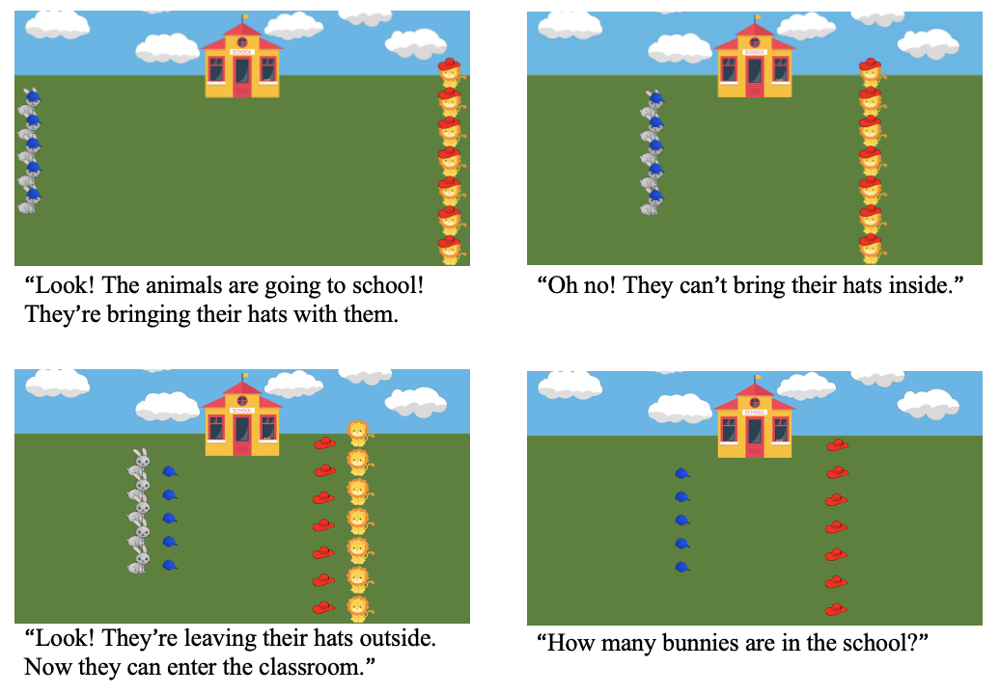 SCHOOL
SCHOOL
“Look! The animals are going to school!
They’re bringing their hats with them.
“Oh no! They can’t bring their hats inside.”
SCHOOL
SCHOOL
“Look! They’re leaving their hats outside.
Now they can enter the classroom.”
“How many bunnies are in the school?”